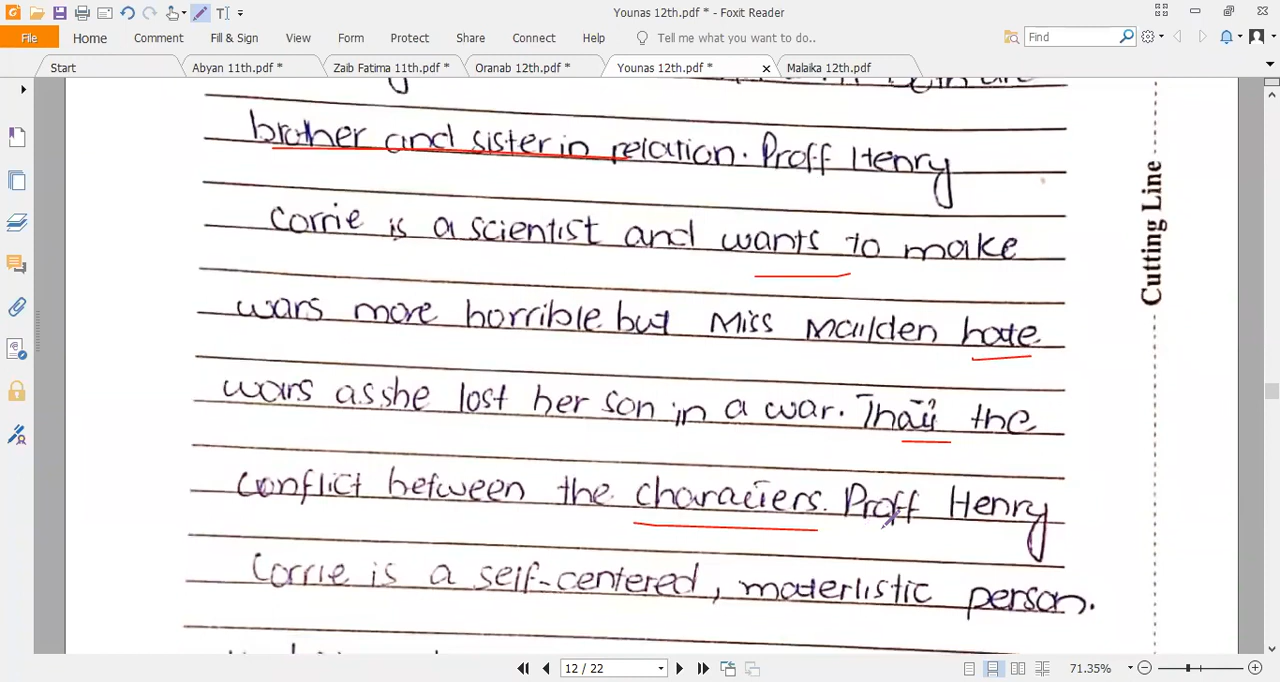 Younas 12th.pdf * - Foxit Reader
File Home Comment Fill & Sign View Form Protect Share Connect Help Tell me what you want to do.. Find
Start Abyan 11th.pdf * Zaib Fatima 11th.pdf * Oranab 12th.pdf * Younas 12th.pdf * Malaika 12th.pdf
brother and sister in relation. Proff Henry
Corrie is a scientist and wants to make
wars more horrible but Miss Mailden hate
wars as she lost her son in a war. the
conflict between the characters. Proff Henry
Corrie is a self-centered, materlistic person.
Cutting Line
12 / 22 71.35%